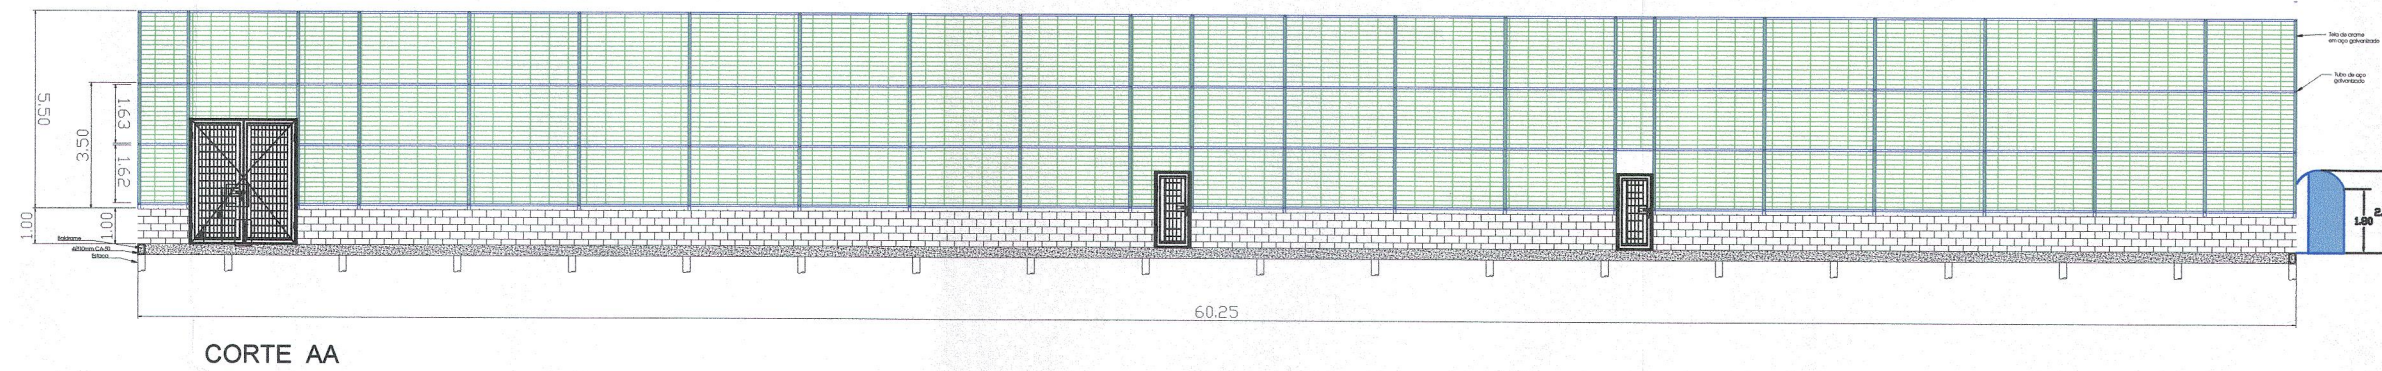 Tela de arame
em aço galvanizado
Tubo de aço
galvanizado
5.50
3.50
1.63
1.62
1.00
1.00
Baldrame
Estaca
1.80
60.25
CORTE AA